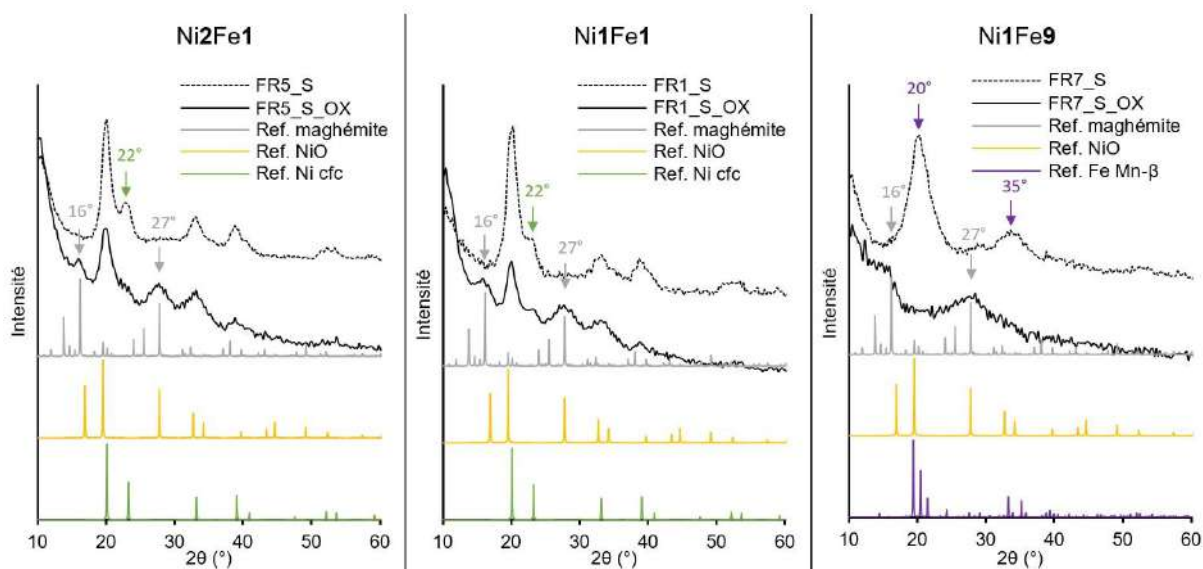 Ni2Fe1
FR5_S
FR5_S_OX
Ref. maghémite
Ref. NiO
Ref. Ni cfc
22°
16°
27°
Intensité
10 20 30 40 50 60
2θ (°)
Ni1Fe1
FR1_S
FR1_S_OX
Ref. maghémite
Ref. NiO
Ref. Ni cfc
22°
16°
27°
Intensité
10 20 30 40 50 60
2θ (°)
Ni1Fe9
FR7_S
FR7_S_OX
Ref. maghémite
Ref. NiO
Ref. Fe Mn-β
20°
16°
35°
27°
Intensité
10 20 30 40 50 60
2θ (°)